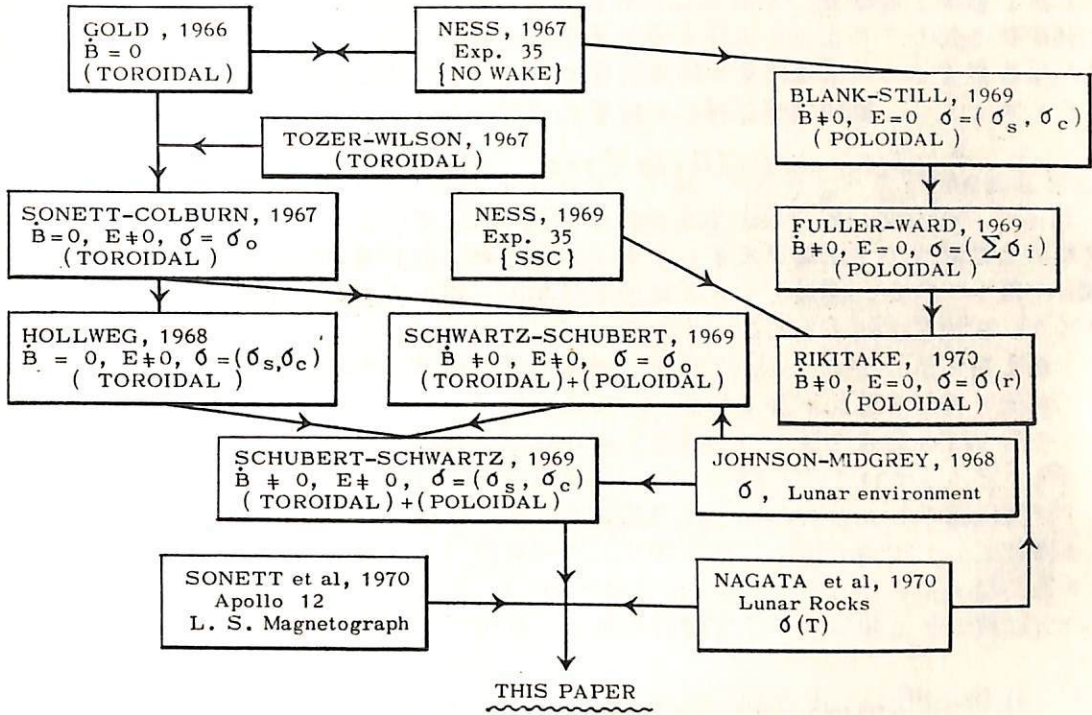 GOLD , 1966
Ḃ = 0
(TOROIDAL)
NESS, 1967
Exp. 35
{NO WAKE}
BLANK-STILL, 1969
Ḃ ≠ 0, E = 0 σ = (σs, σc)
(POLOIDAL)
TOZER-WILSON, 1967
(TOROIDAL)
SONETT-COLBURN, 1967
Ḃ = 0, E ≠ 0, σ = σo
(TOROIDAL)
NESS, 1969
Exp. 35
{SSC}
FULLER-WARD, 1969
Ḃ ≠ 0, E = 0, σ = (∑ σi)
(POLOIDAL)
HOLLWEG, 1968
Ḃ = 0, E ≠ 0, σ = (σs, σc)
(TOROIDAL)
SCHWARTZ-SCHUBERT, 1969
Ḃ ≠ 0, E ≠ 0, σ = σo
(TOROIDAL)+(POLOIDAL)
RIKITAKE, 1970
Ḃ ≠ 0, E = 0, σ = σ(r)
(POLOIDAL)
SCHUBERT-SCHWARTZ, 1969
Ḃ ≠ 0, E ≠ 0, σ = (σs, σc)
(TOROIDAL)+(POLOIDAL)
JOHNSON-MIDGREY, 1968
σ , Lunar environment
SONETT et al, 1970
Apollo 12
L. S. Magnetograph
NAGATA et al, 1970
Lunar Rocks
σ(T)
THIS PAPER